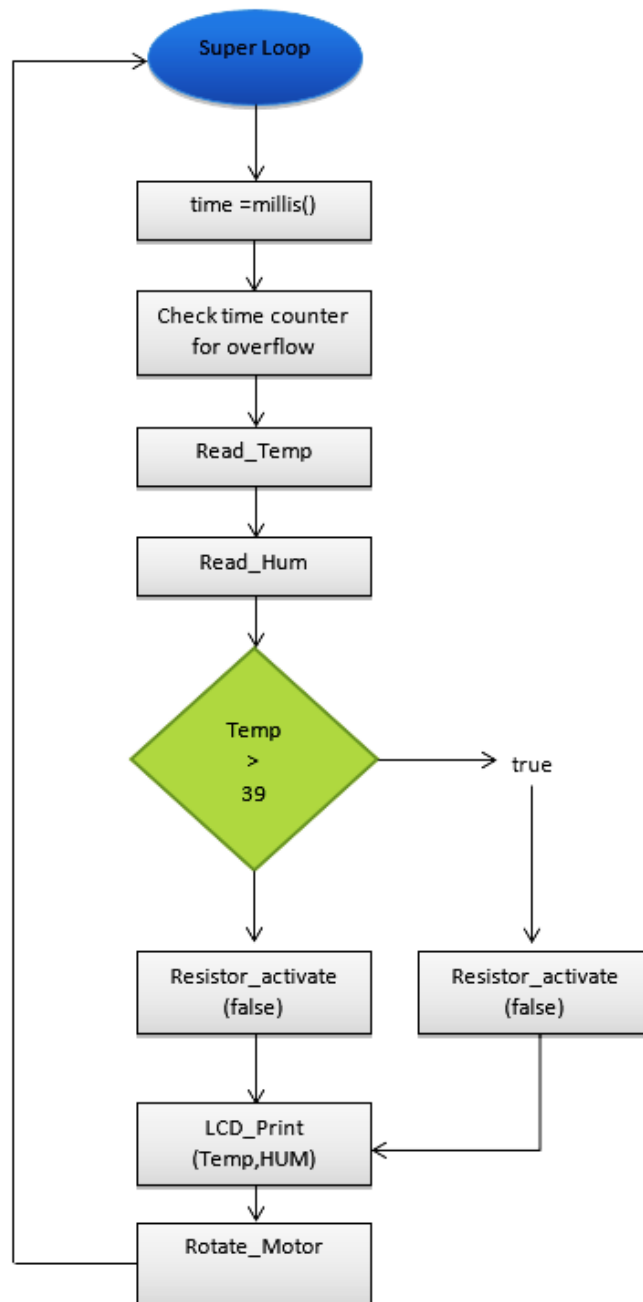 Super Loop
time =millis()
Check time counter
for overflow
Read_Temp
Read_Hum
Temp
>
39
true
Resistor_activate
(false)
Resistor_activate
(false)
LCD_Print
(Temp,HUM)
Rotate_Motor